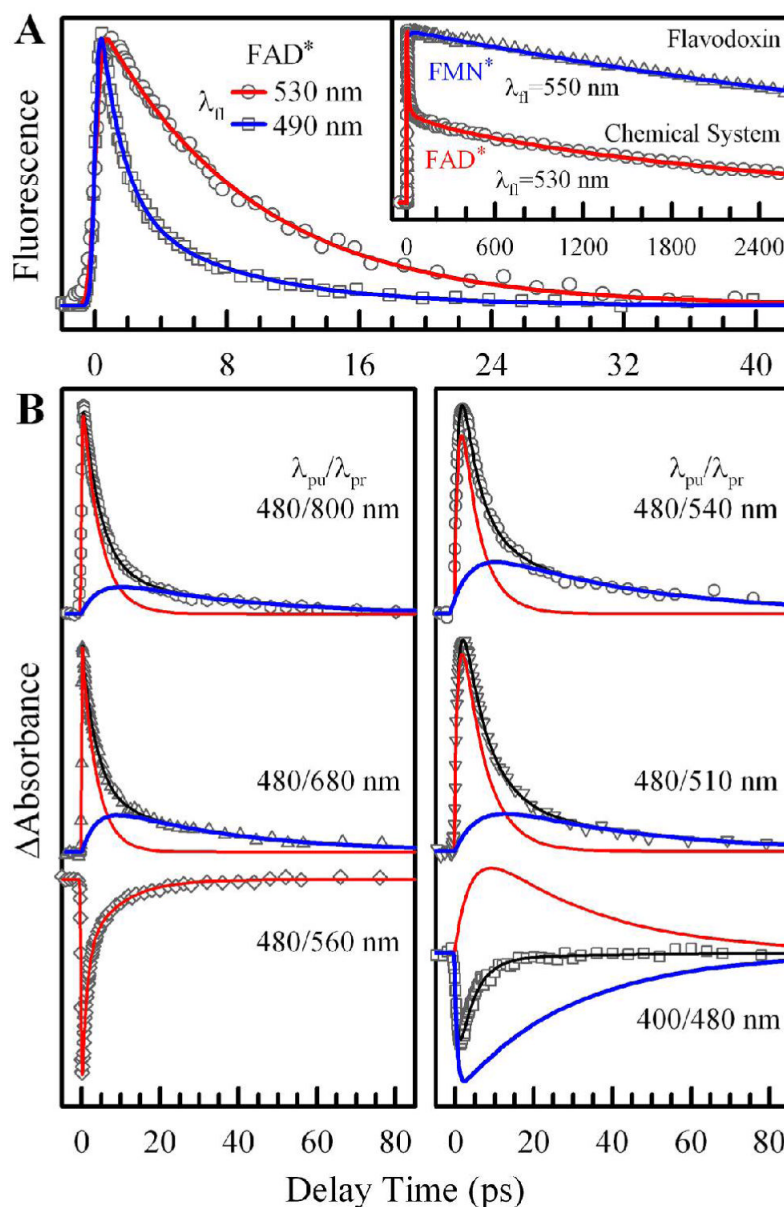 A
Fluorescence
FAD*
λfl
530 nm
490 nm
Flavodoxin
FMN*
λfl=550 nm
Chemical System
FAD*
λfl=530 nm
0 600 1200 1800 2400
0 8 16 24 32 40
B
ΔAbsorbance
λpu/λpr
480/800 nm
480/680 nm
480/560 nm
λpu/λpr
480/540 nm
480/510 nm
400/480 nm
0 20 40 60 80
0 20 40 60 80
Delay Time (ps)